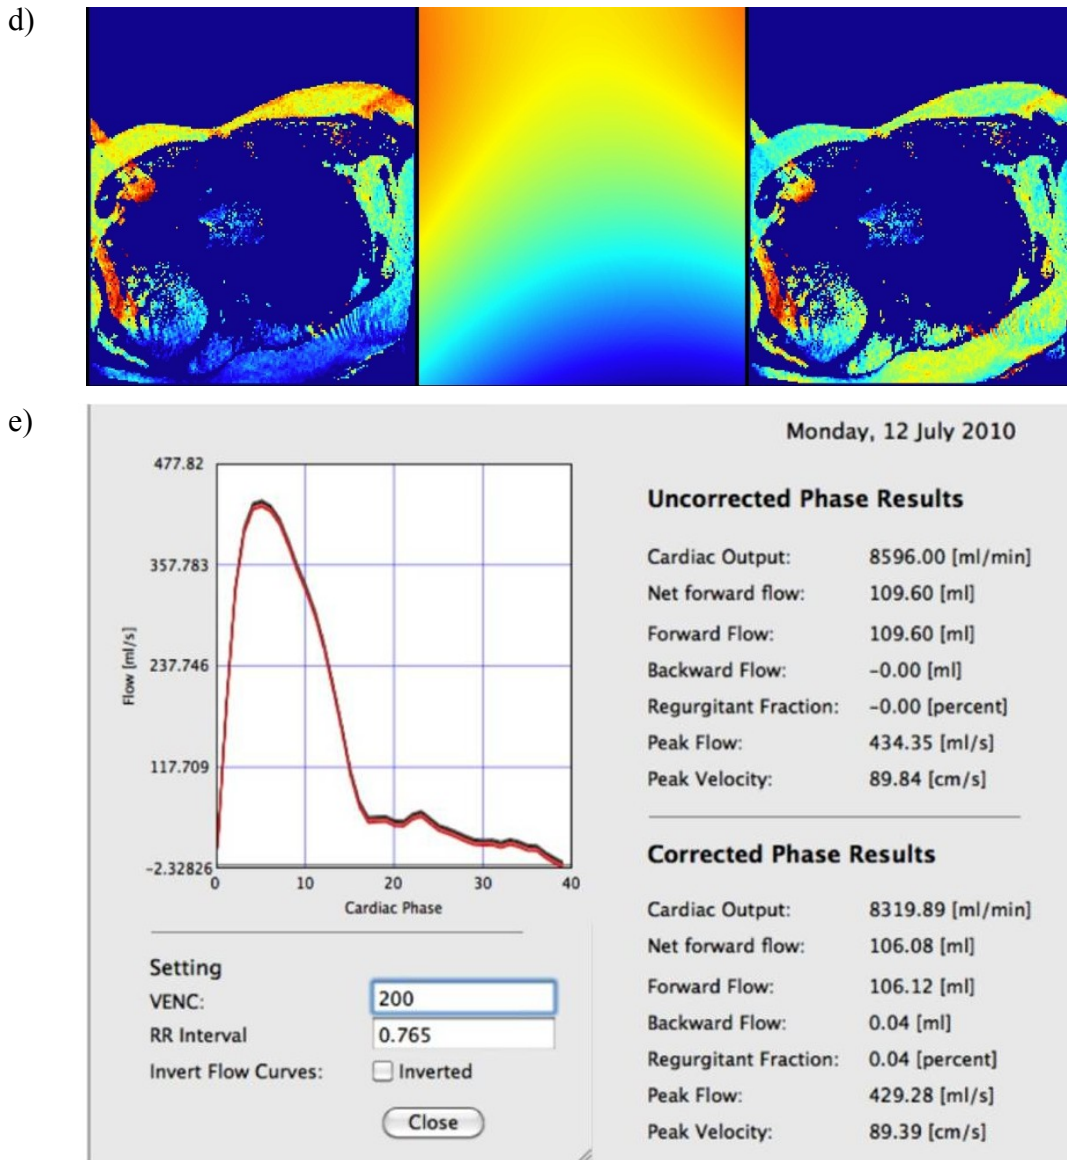 d)
e)
Monday, 12 July 2010
477.82
357.783
237.746
117.709
-2.32826
Flow [ml/s]
0 10 20 30 40
Cardiac Phase
Setting
VENC: 200
RR Interval 0.765
Invert Flow Curves: Inverted
Close
Uncorrected Phase Results
Cardiac Output: 8596.00 [ml/min]
Net forward flow: 109.60 [ml]
Forward Flow: 109.60 [ml]
Backward Flow: -0.00 [ml]
Regurgitant Fraction: -0.00 [percent]
Peak Flow: 434.35 [ml/s]
Peak Velocity: 89.84 [cm/s]
Corrected Phase Results
Cardiac Output: 8319.89 [ml/min]
Net forward flow: 106.08 [ml]
Forward Flow: 106.12 [ml]
Backward Flow: 0.04 [ml]
Regurgitant Fraction: 0.04 [percent]
Peak Flow: 429.28 [ml/s]
Peak Velocity: 89.39 [cm/s]